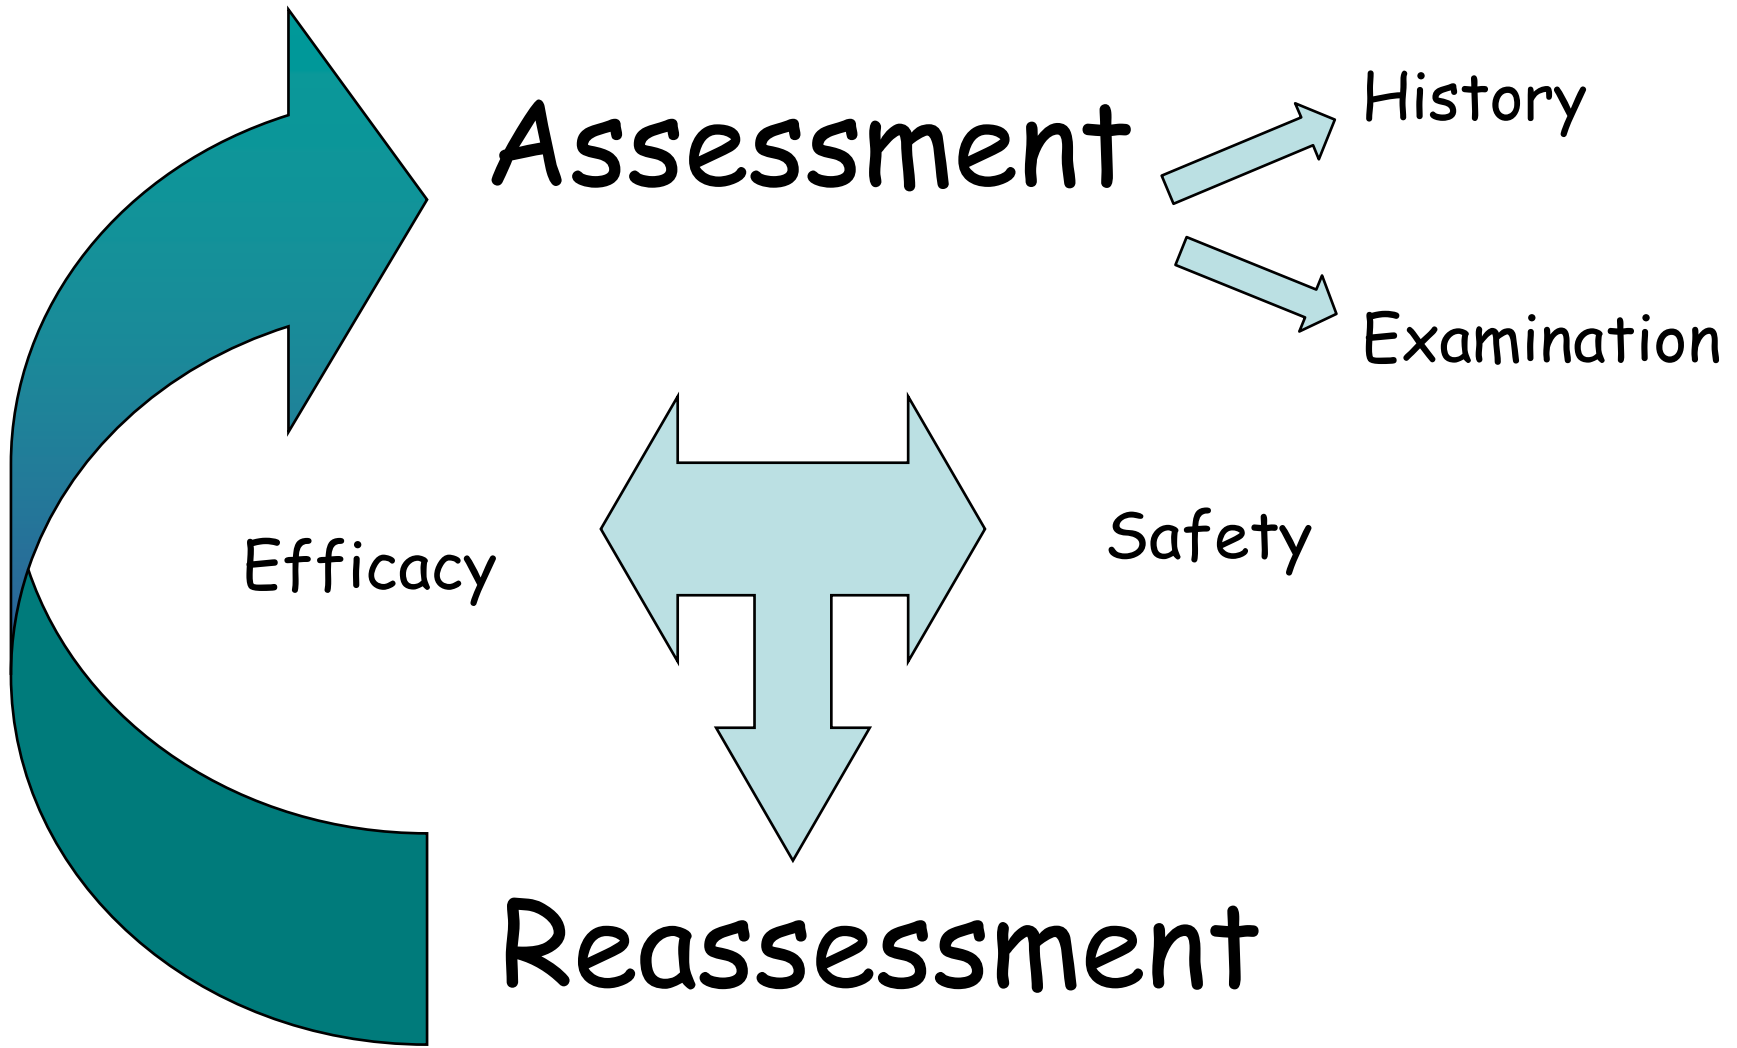 History
Assessment
Examination
Safety
Efficacy
Reassessment